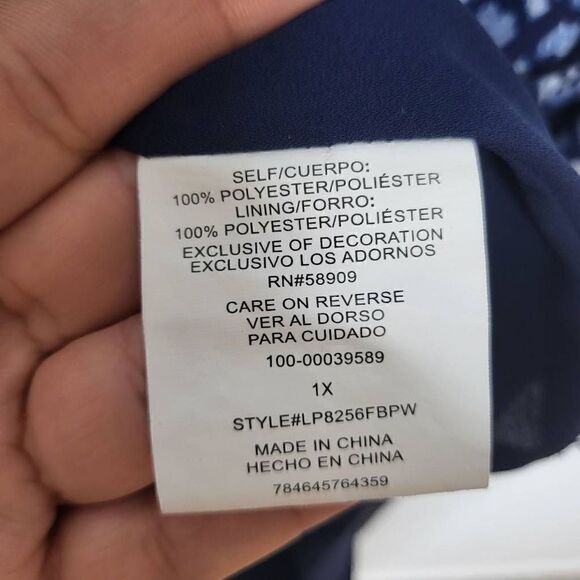 SELF/CUERPO:
100% POLYESTER/POLIÉSTER
LINING/FORRO:
100% POLYESTER/POLIÉSTER
EXCLUSIVE OF DECORATION
EXCLUSIVO LOS ADORNOS
RN#58909
CARE ON REVERSE
VER AL DORSO
PARA CUIDADO
100-00039589
1X
STYLE#LP8256FBPW
MADE IN CHINA
HECHO EN CHINA
784645764359